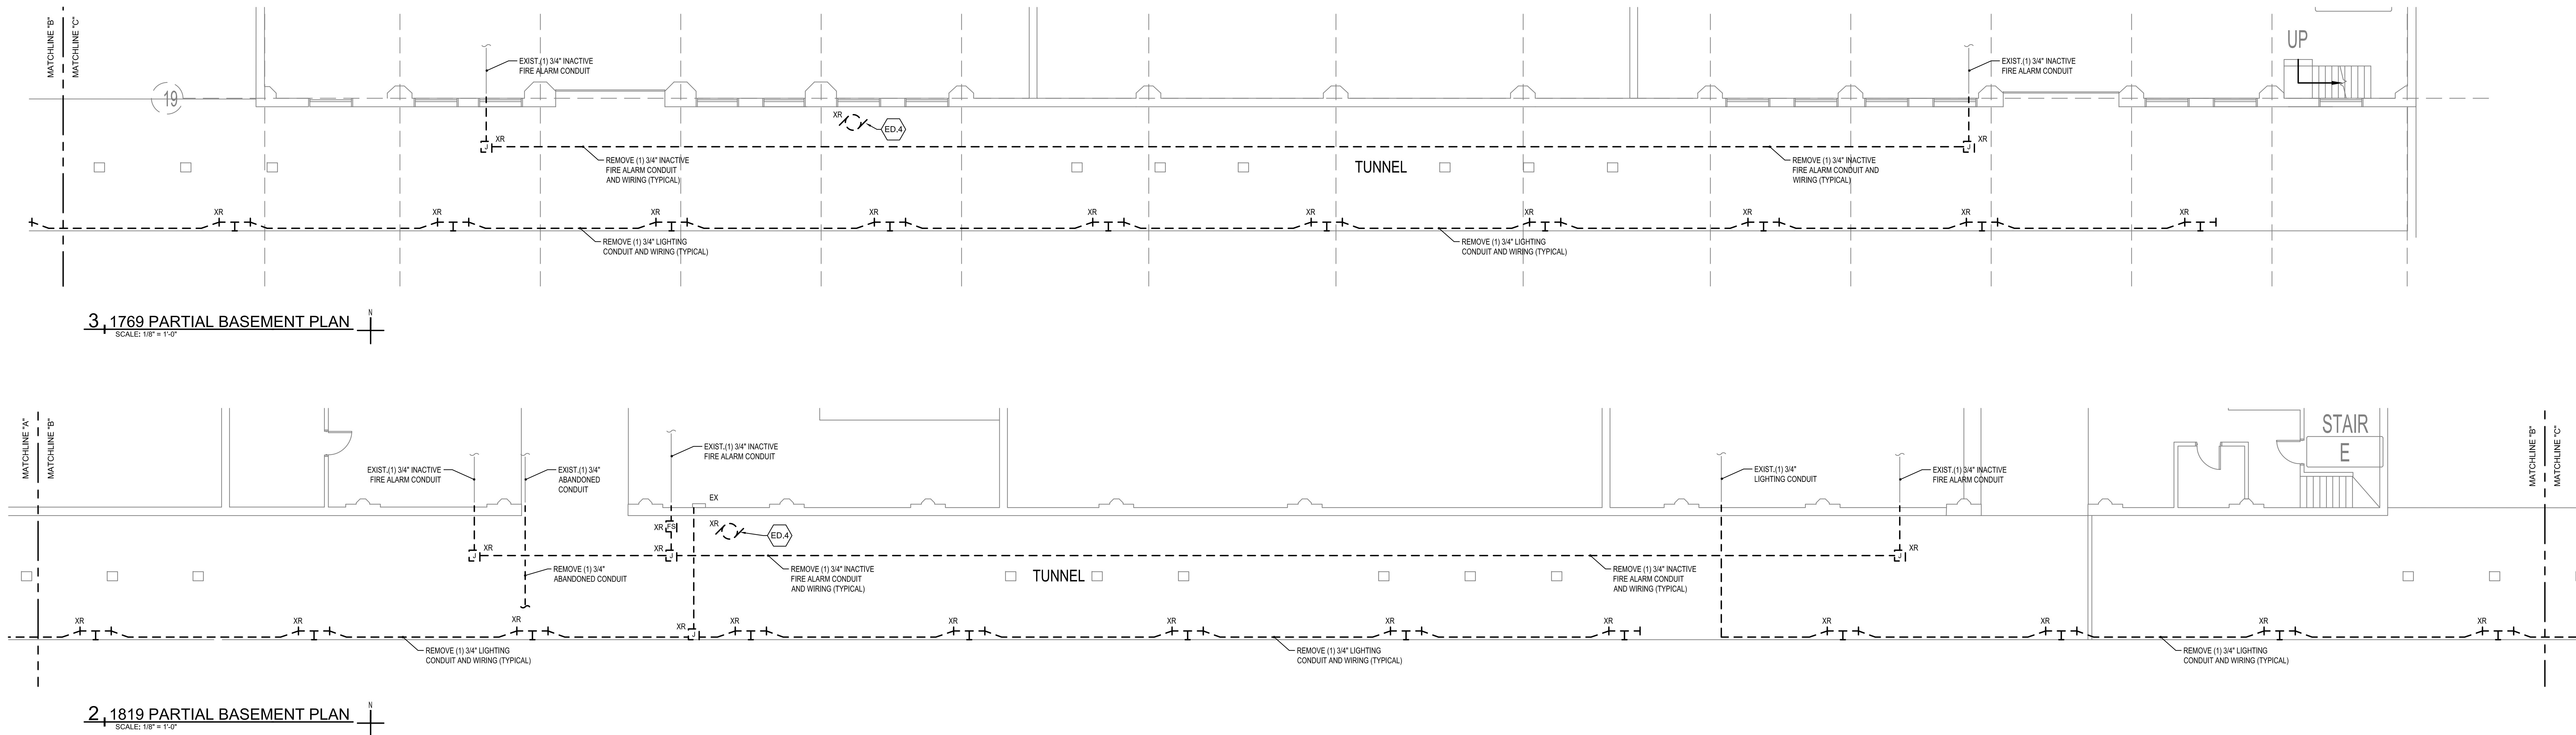 MATCHLINE "B"
MATCHLINE "C"
UP
EXIST.(1) 3/4" INACTIVE
FIRE ALARM CONDUIT
EXIST.(1) 3/4" INACTIVE
FIRE ALARM CONDUIT
19
XR
ED.4
XR
J
J
XR
REMOVE (1) 3/4" INACTIVE
FIRE ALARM CONDUIT
AND WIRING (TYPICAL)
TUNNEL
REMOVE (1) 3/4" INACTIVE
FIRE ALARM CONDUIT AND
WIRING (TYPICAL)
XR
XR
XR
XR
XR
XR
XR
XR
XR
XR
REMOVE (1) 3/4" LIGHTING
CONDUIT AND WIRING (TYPICAL)
REMOVE (1) 3/4" LIGHTING
CONDUIT AND WIRING (TYPICAL)
3
1769 PARTIAL BASEMENT PLAN
SCALE: 1/8" = 1'-0"
N
MATCHLINE "A"
MATCHLINE "B"
EXIST.(1) 3/4" INACTIVE
FIRE ALARM CONDUIT
EXIST.(1) 3/4"
ABANDONED
CONDUIT
EXIST.(1) 3/4" INACTIVE
FIRE ALARM CONDUIT
EX
EXIST.(1) 3/4"
LIGHTING CONDUIT
EXIST.(1) 3/4" INACTIVE
FIRE ALARM CONDUIT
STAIR
E
MATCHLINE "B"
MATCHLINE "C"
XR
FS
XR
ED.4
J
XR
XR
J
J
XR
REMOVE (1) 3/4"
ABANDONED CONDUIT
REMOVE (1) 3/4" INACTIVE
FIRE ALARM CONDUIT
AND WIRING (TYPICAL)
TUNNEL
REMOVE (1) 3/4" INACTIVE
FIRE ALARM CONDUIT
AND WIRING (TYPICAL)
XR
XR
XR
XR
J
XR
XR
XR
XR
XR
XR
XR
XR
XR
REMOVE (1) 3/4" LIGHTING
CONDUIT AND WIRING (TYPICAL)
REMOVE (1) 3/4" LIGHTING
CONDUIT AND WIRING (TYPICAL)
REMOVE (1) 3/4" LIGHTING
CONDUIT AND WIRING (TYPICAL)
2
1819 PARTIAL BASEMENT PLAN
SCALE: 1/8" = 1'-0"
N